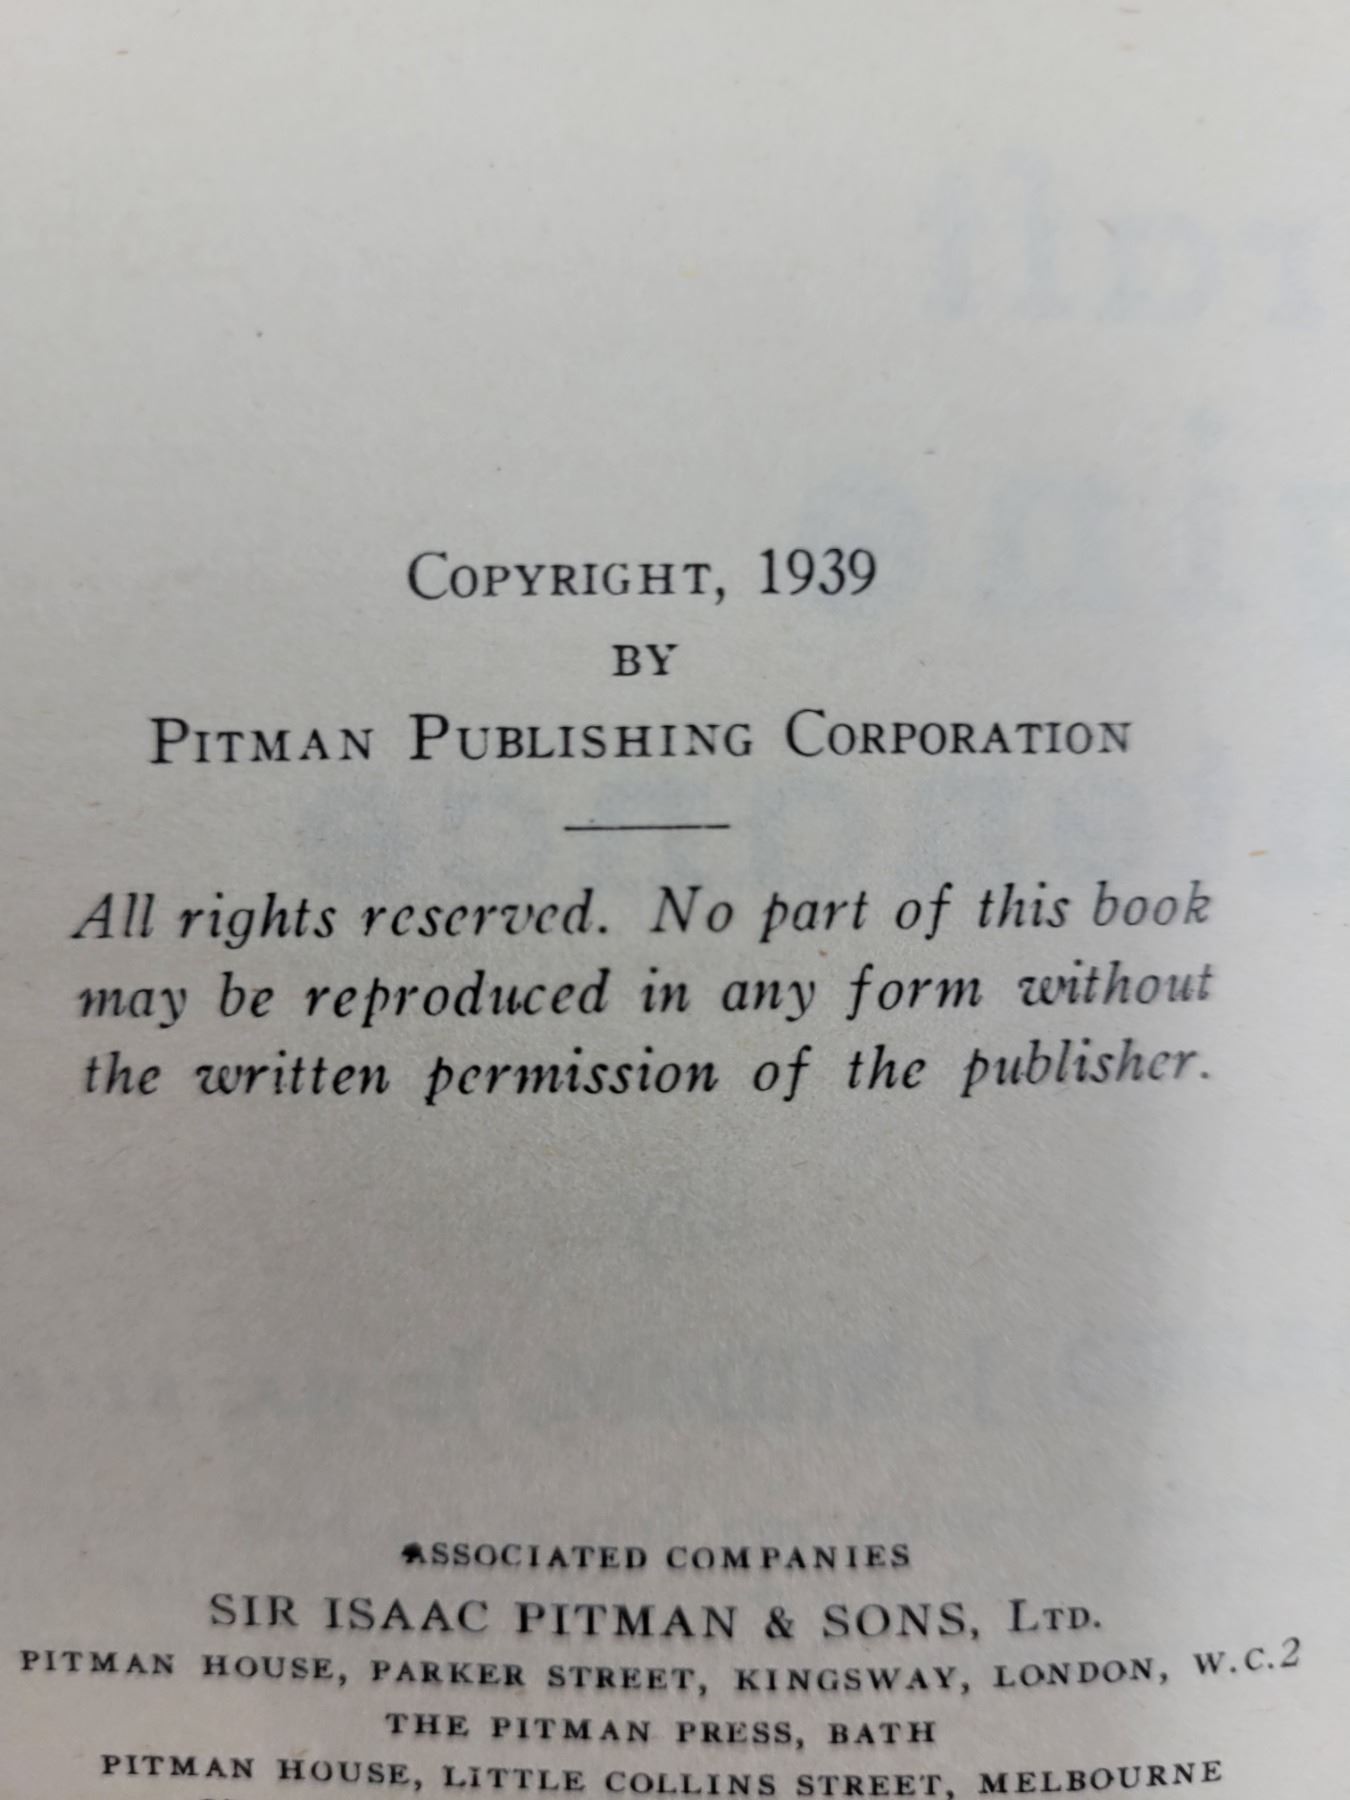 COPYRIGHT, 1939
BY
PITMAN PUBLISHING CORPORATION
All rights reserved. No part of this book
may be reproduced in any form without
the written permission of the publisher.
ASSOCIATED COMPANIES
SIR ISAAC PITMAN & SONS, LTD.
PITMAN HOUSE, PARKER STREET, KINGSWAY, LONDON, W.C.2
THE PITMAN PRESS, BATH
PITMAN HOUSE, LITTLE COLLINS STREET, MELBOURNE